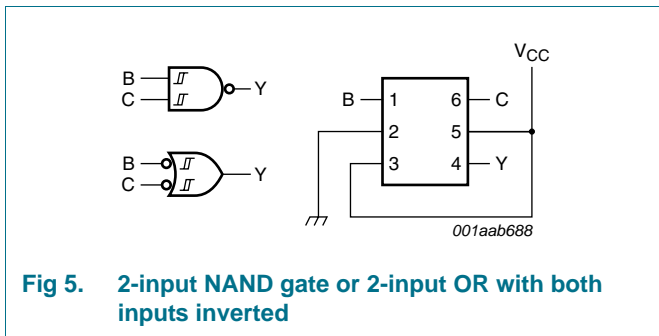 V_CC
B
C
Y
B
C
Y
B 1 6 C
2 5
3 4 Y
001aab688
Fig 5. 2-input NAND gate or 2-input OR with both
inputs inverted